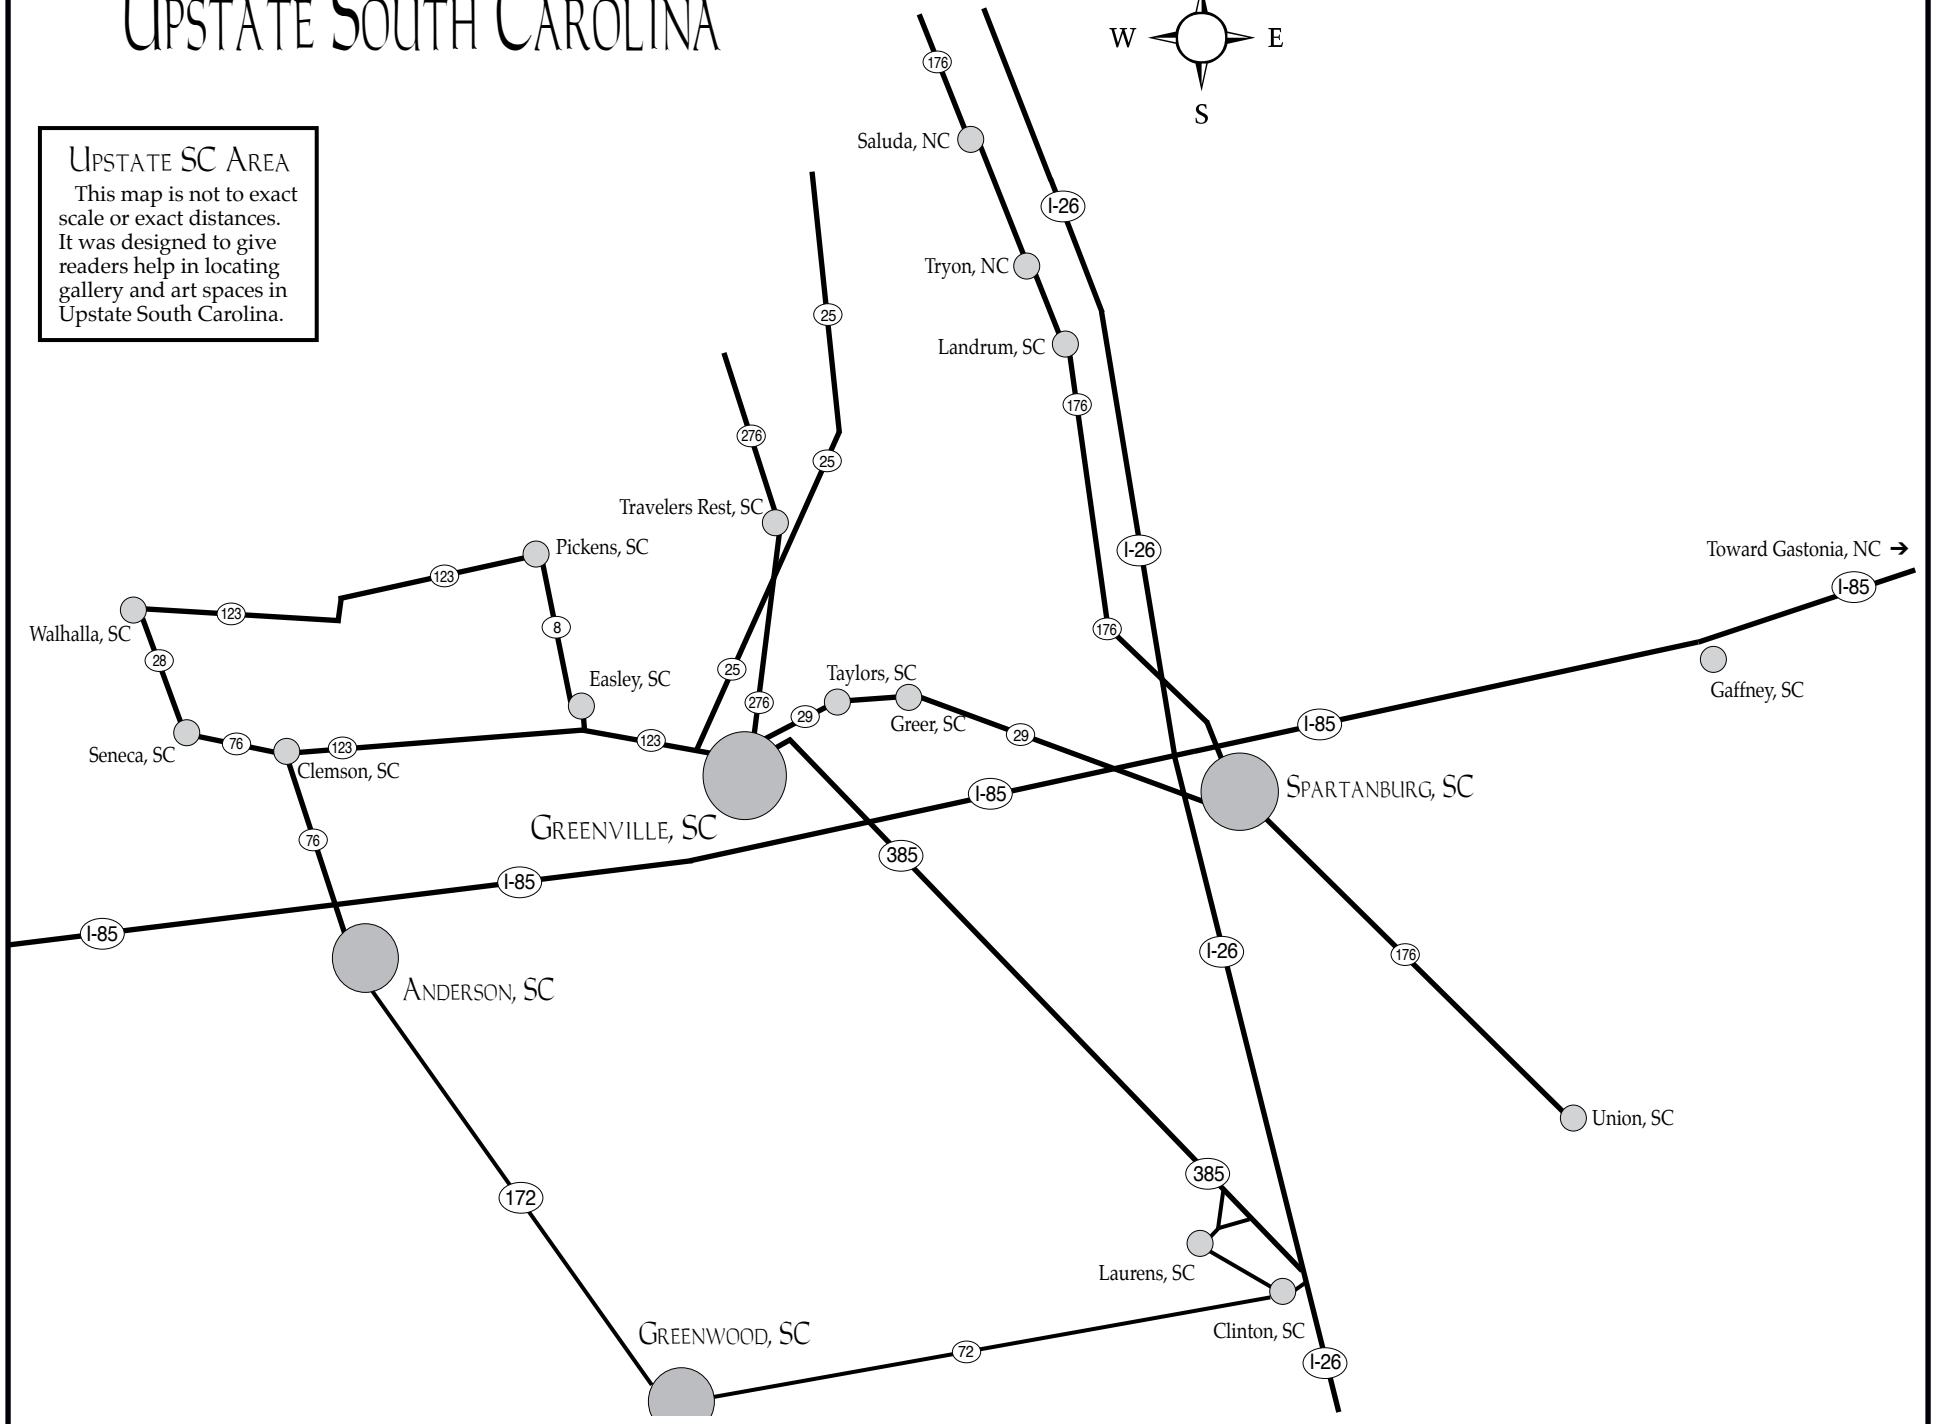 Upstate South Carolina
W E
S
176
Saluda, NC
Upstate SC Area
This map is not to exact
scale or exact distances.
It was designed to give
readers help in locating
gallery and art spaces in
Upstate South Carolina.
I-26
Tryon, NC
25
Landrum, SC
176
276
25
Travelers Rest, SC
Pickens, SC
I-26
Toward Gastonia, NC ➔
123
I-85
123
Walhalla, SC
8
176
28
25
Easley, SC
Taylors, SC
Gaffney, SC
276
29
Greer, SC
I-85
29
Seneca, SC
76
123
123
Clemson, SC
Spartanburg, SC
I-85
Greenville, SC
76
385
I-85
I-85
I-26
176
Anderson, SC
Union, SC
385
172
Laurens, SC
Greenwood, SC
Clinton, SC
72
I-26